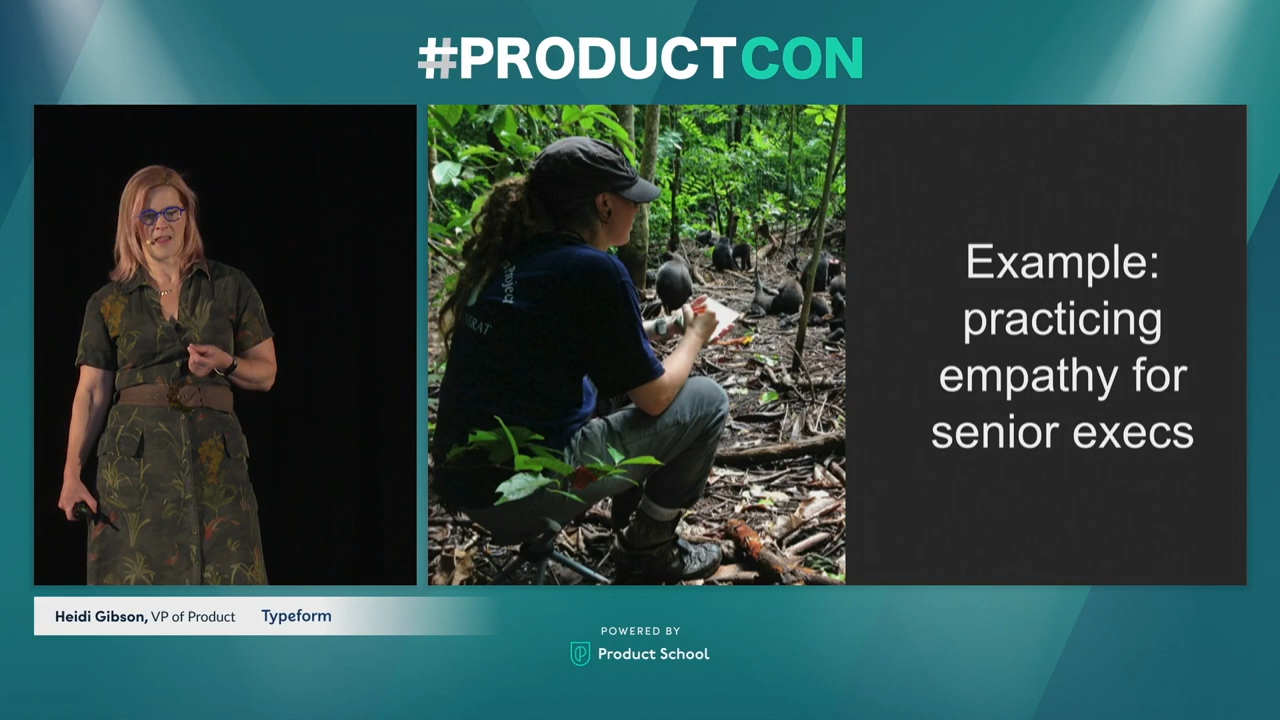 #PRODUCTCON
Example:
practicing
empathy for
senior execs
Heidi Gibson, VP of Product Typeform
POWERED BY
Product School